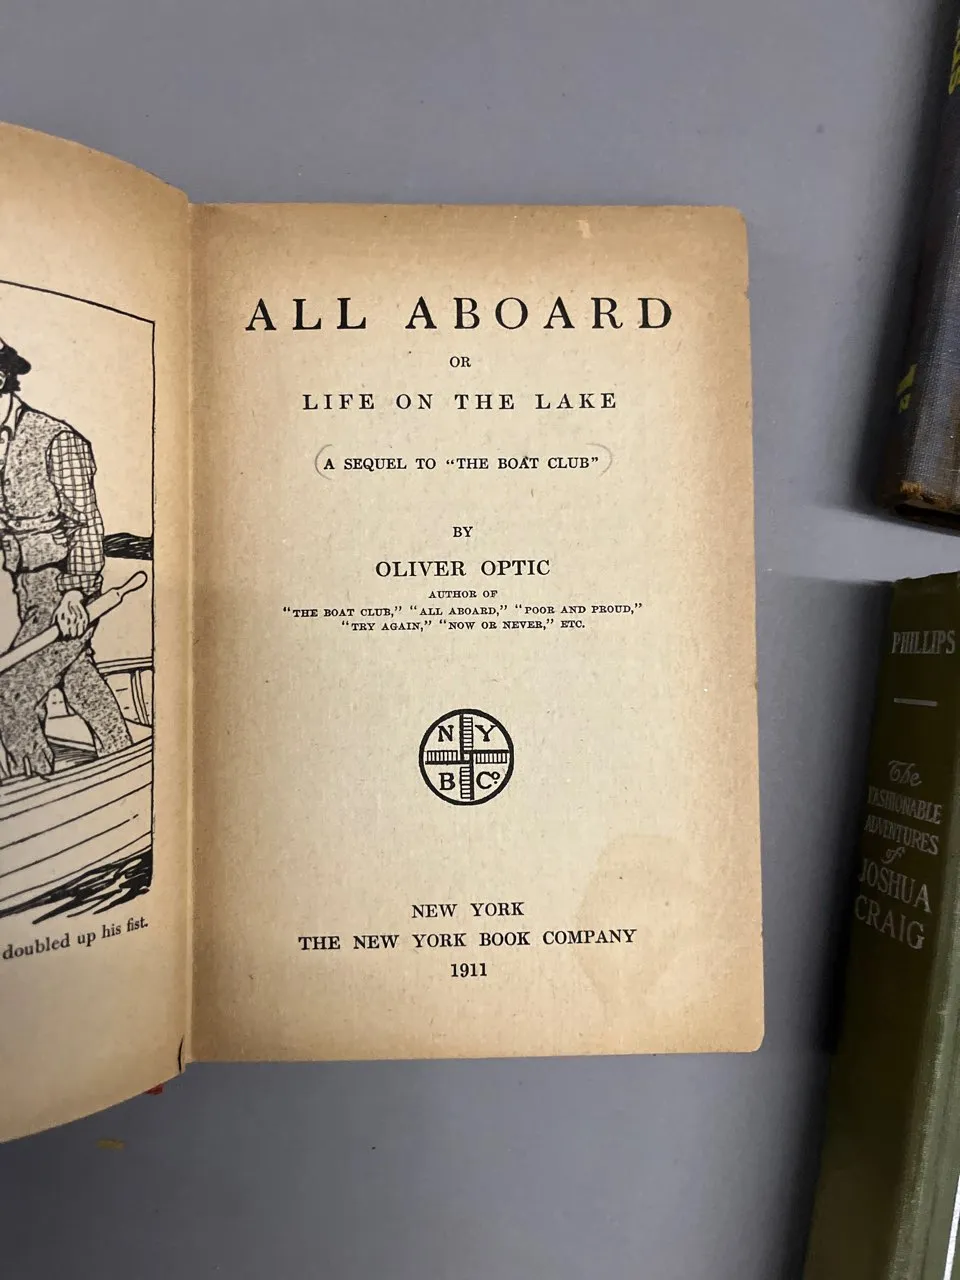 doubled up his fist.
ALL ABOARD
OR
LIFE ON THE LAKE
(A SEQUEL TO "THE BOAT CLUB")
BY
OLIVER OPTIC
AUTHOR OF
"THE BOAT CLUB," "ALL ABOARD," "POOR AND PROUD,"
"TRY AGAIN," "NOW OR NEVER," ETC.
N Y
B Co.
NEW YORK
THE NEW YORK BOOK COMPANY
1911
PHILLIPS
The
FASHIONABLE
ADVENTURES
of
JOSHUA
CRAIG